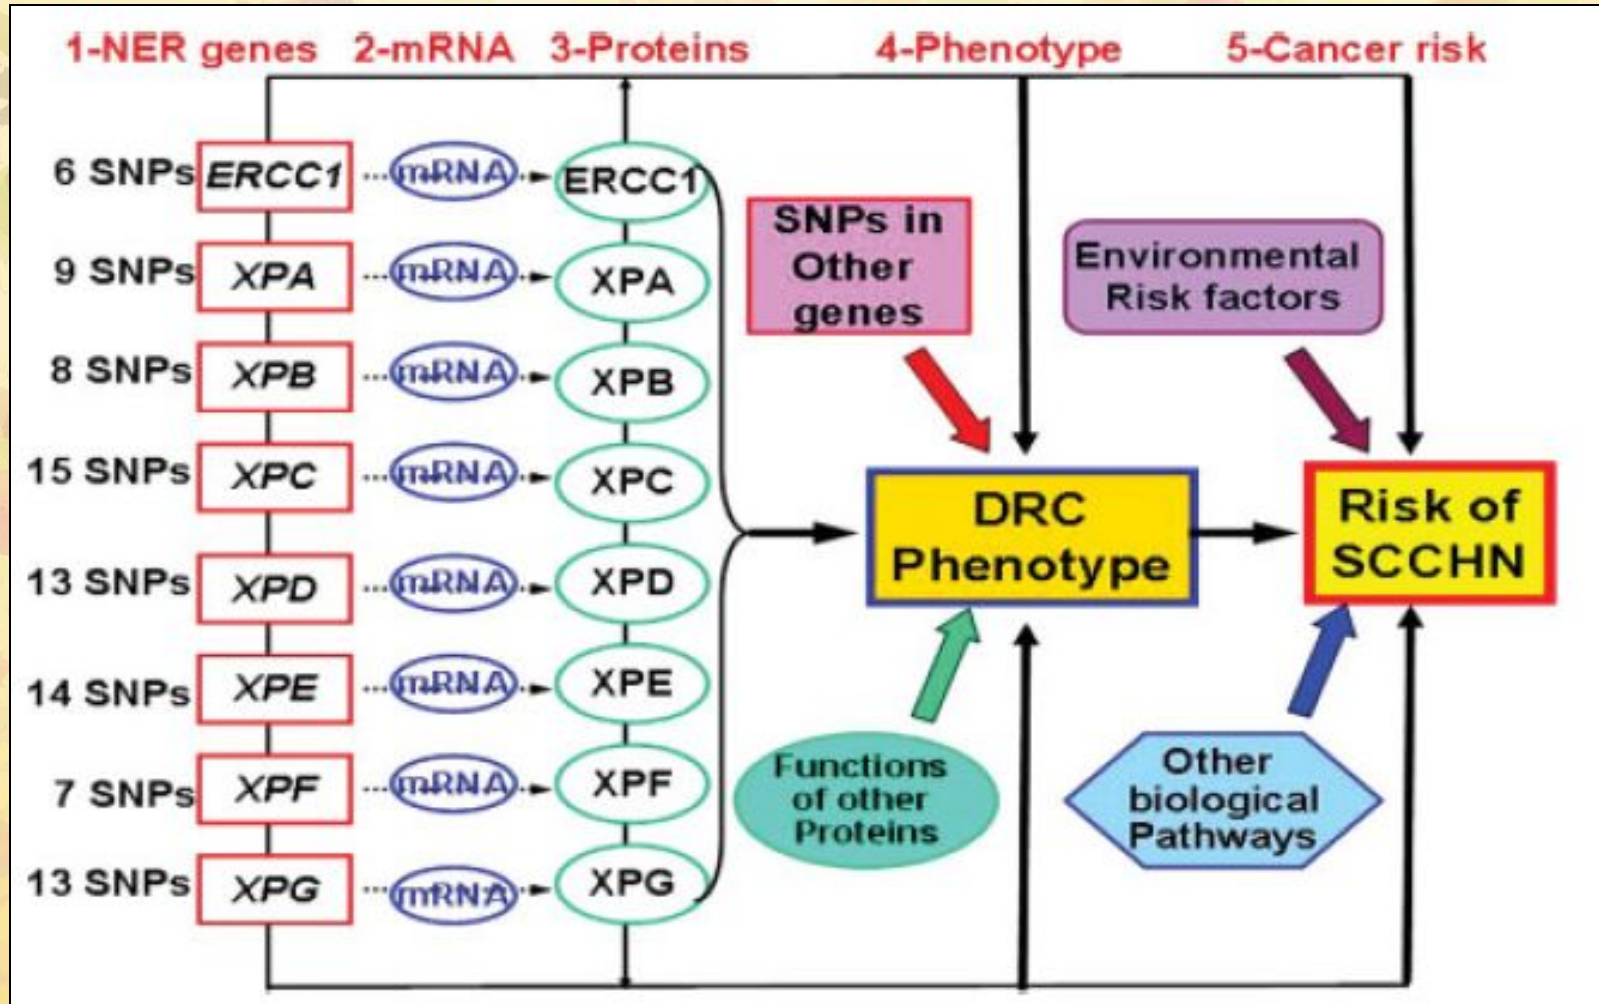 1-NER genes 2-mRNA 3-Proteins 4-Phenotype 5-Cancer risk
6 SNPs ERCC1 mRNA ERCC1
9 SNPs XPA mRNA XPA
8 SNPs XPB mRNA XPB
15 SNPs XPC mRNA XPC
13 SNPs XPD mRNA XPD
14 SNPs XPE mRNA XPE
7 SNPs XPF mRNA XPF
13 SNPs XPG mRNA XPG
SNPs in
Other
genes
Environmental
Risk factors
DRC
Phenotype
Risk of
SCCHN
Functions
of other
Proteins
Other
biological
Pathways